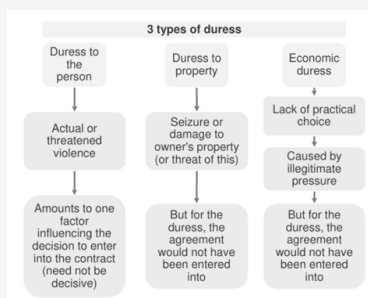 3 types of duress
Duress to
the
person
Actual or
threatened
violence
Amounts to one
factor
influencing the
decision to enter
into the contract
(need not be
decisive)
Duress to
property
Seizure or
damage to
owner's property
(or threat of this)
But for the
duress, the
agreement
would not have
been entered
into
Economic
duress
Lack of practical
choice
Caused by
illegitimate
pressure
But for the
duress, the
agreement
would not have
been entered
into